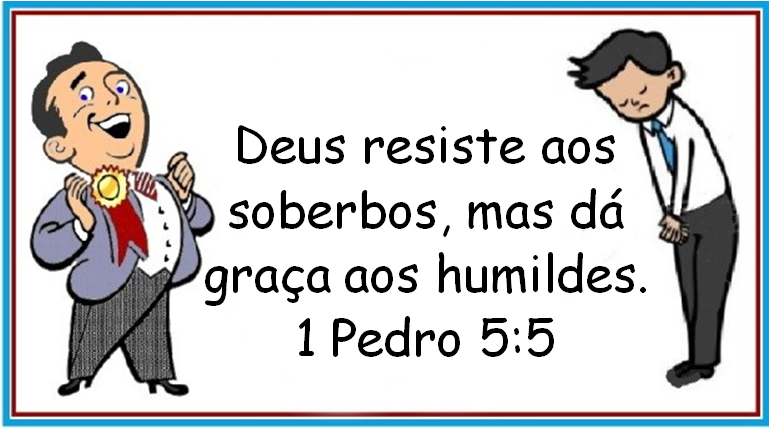 Deus resiste aos
soberbos, mas dá
graça aos humildes.
1 Pedro 5:5